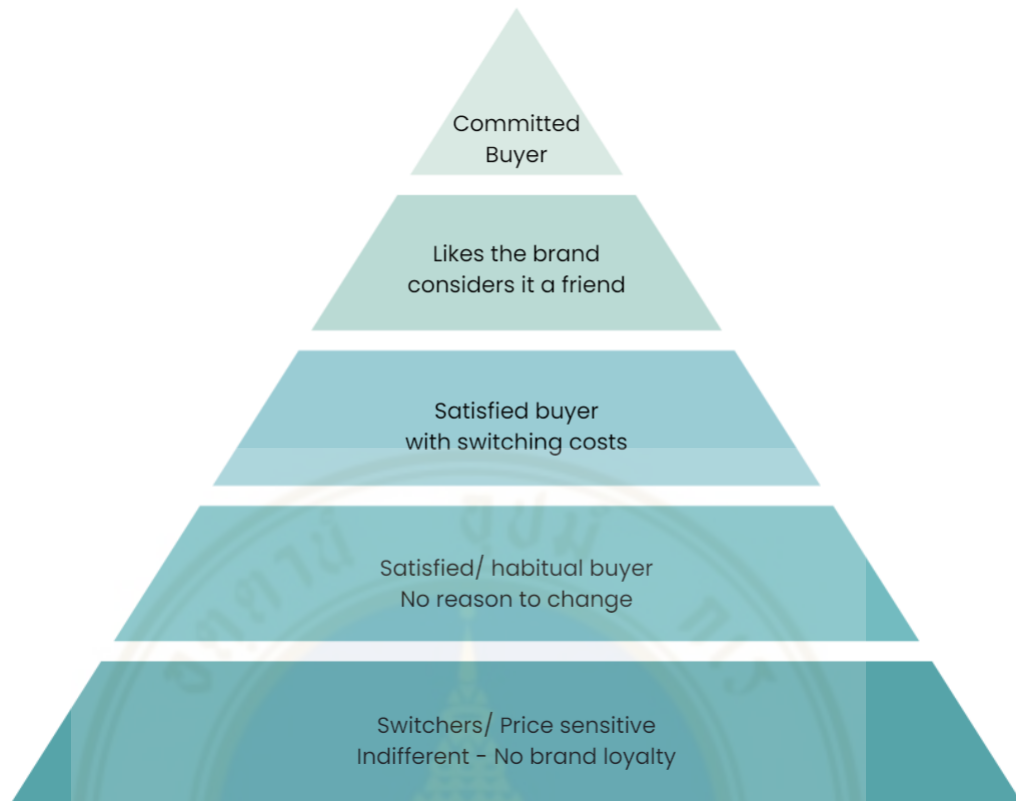 Committed
Buyer
Likes the brand
considers it a friend
Satisfied buyer
with switching costs
Satisfied/ habitual buyer
No reason to change
Switchers/ Price sensitive
Indifferent - No brand loyalty